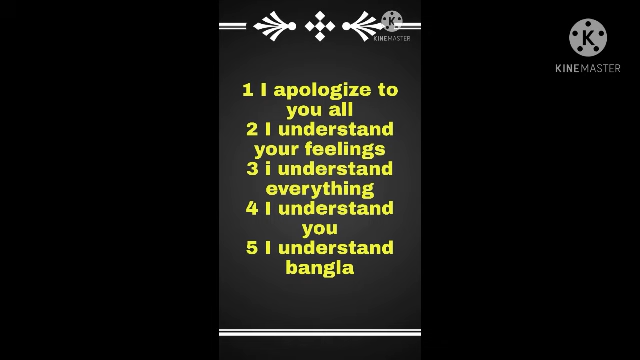 KINEMASTER
KINEMASTER
1 I apologize to
you all
2 I understand
your feelings
3 i understand
everything
4 I understand
you
5 I understand
bangla